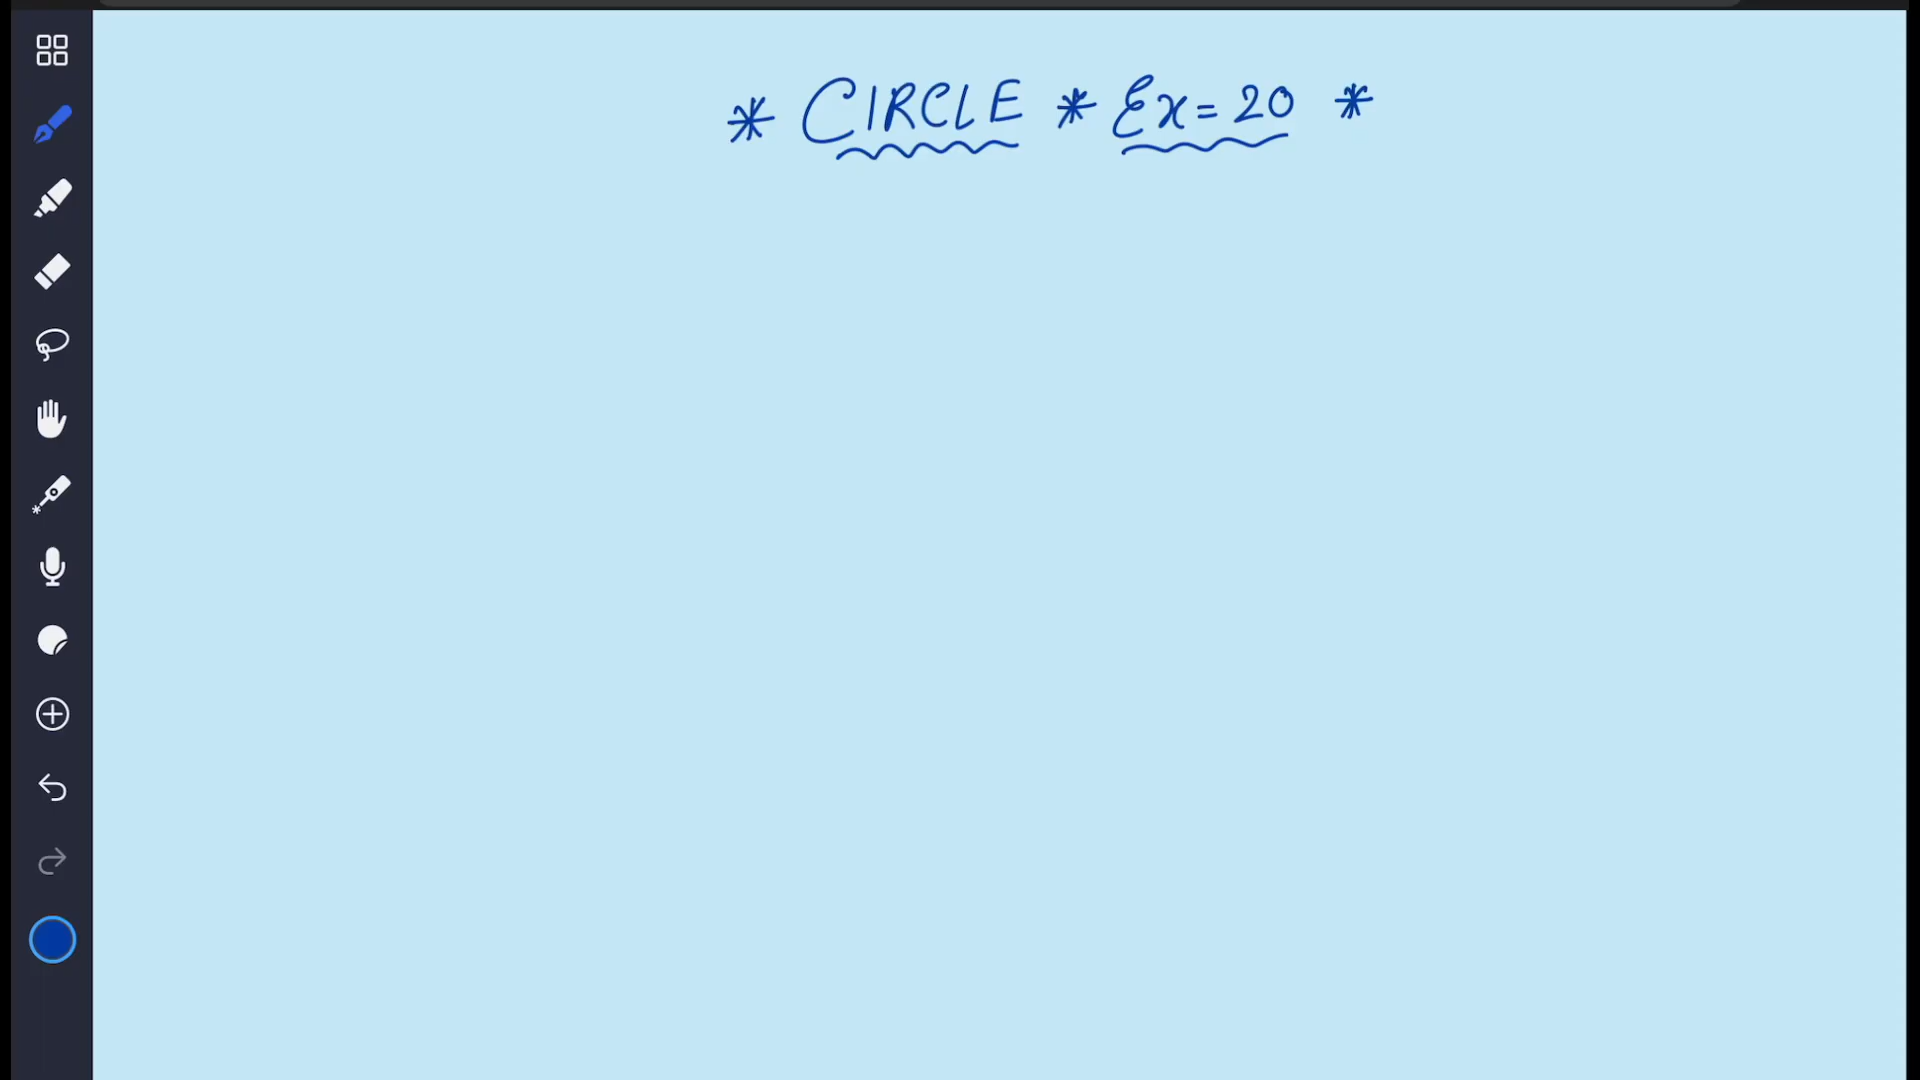 * CIRCLE * Ex = 20 *